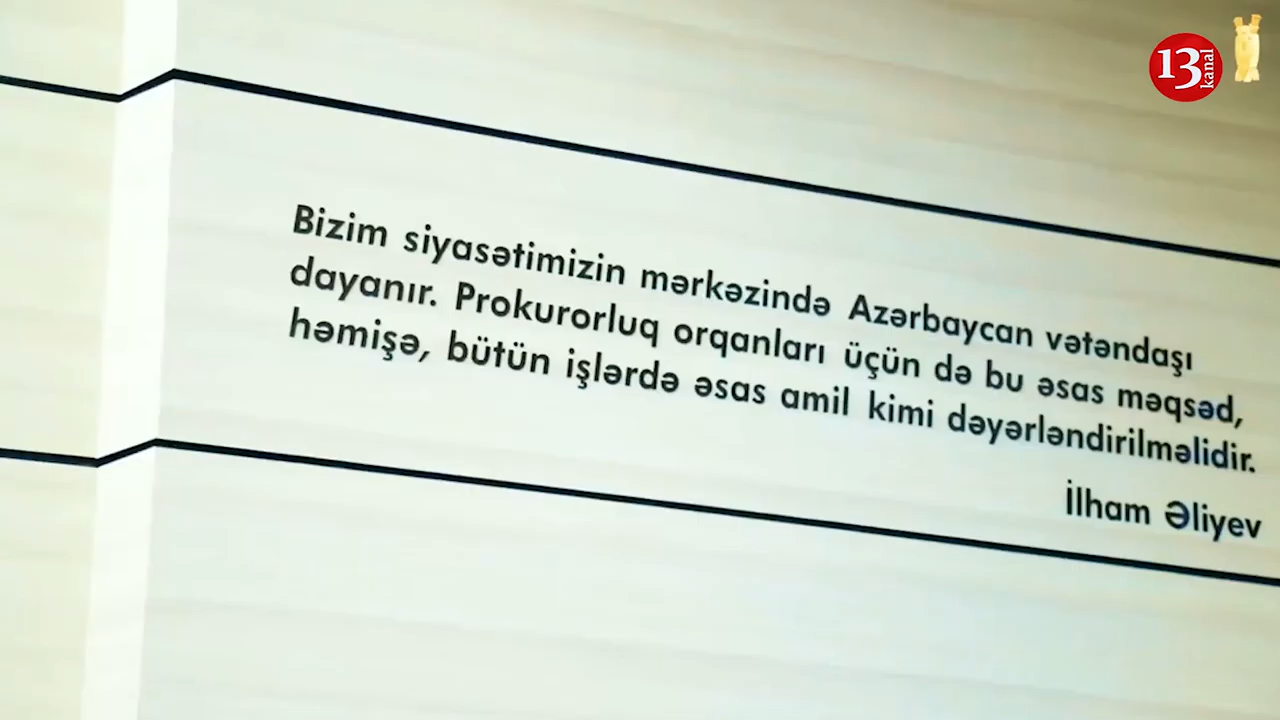 13 kanal
Bizim siyasətimizin mərkəzində Azərbaycan vətəndaşı
dayanır. Prokurorluq orqanları üçün də bu əsas məqsəd,
həmişə, bütün işlərdə əsas amil kimi dəyərləndirilməlidir.
İlham Əliyev